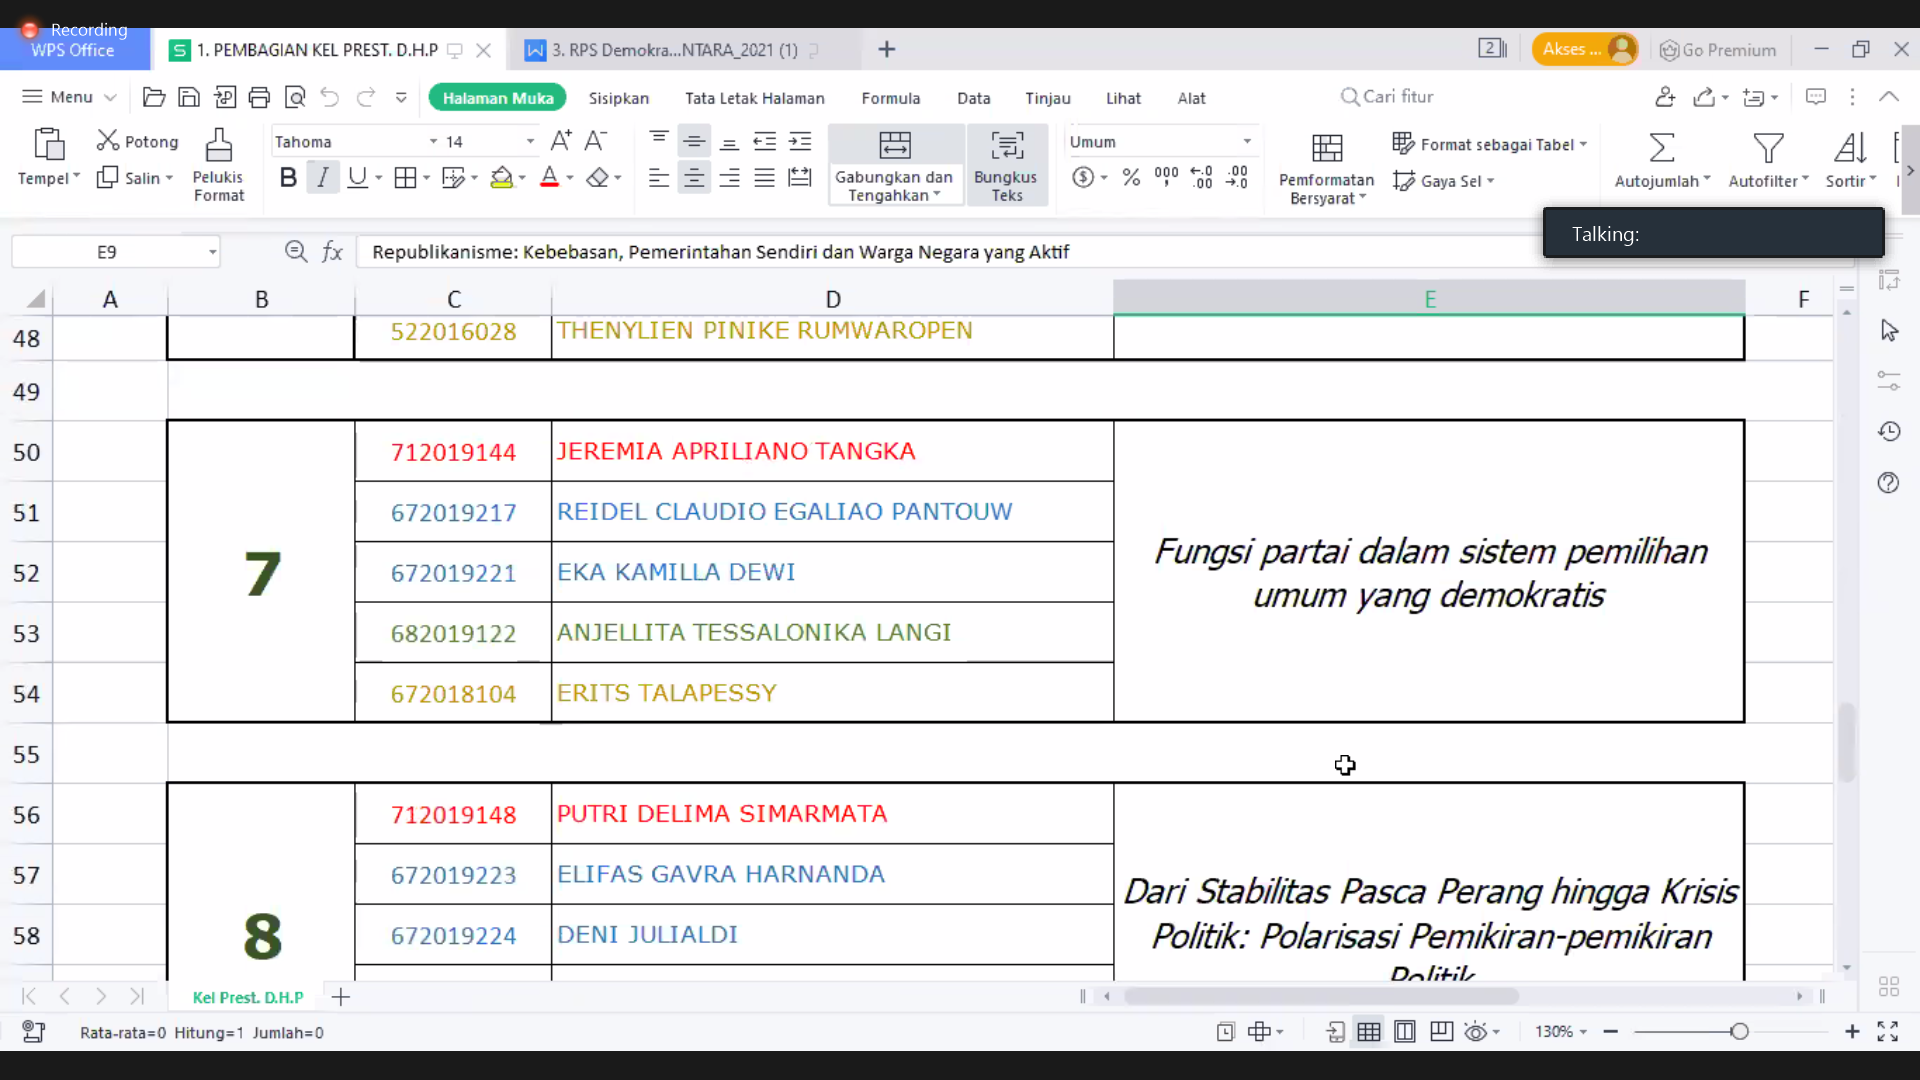 Recording
WPS Office
1. PEMBAGIAN KEL PREST. D.H.P
3. RPS Demokra...NTARA_2021 (1)
2
Akses ...
Go Premium
Menu
Halaman Muka
Sisipkan
Tata Letak Halaman
Formula
Data
Tinjau
Lihat
Alat
Cari fitur
Tempel
Potong
Salin
Pelukis
Format
Tahoma
14
Gabungkan dan
Tengahkan
Bungkus
Teks
Umum
Pemformatan
Bersyarat
Format sebagai Tabel
Gaya Sel
Autojumlah
Autofilter
Sortir
Talking:
E9
Republikanisme: Kebebasan, Pemerintahan Sendiri dan Warga Negara yang Aktif
A B C D E F
48 522016028 THENYLIEN PINIKE RUMWAROPEN
49
50 712019144 JEREMIA APRILIANO TANGKA
51 672019217 REIDEL CLAUDIO EGALIAO PANTOUW
52 672019221 EKA KAMILLA DEWI
53 682019122 ANJELLITA TESSALONIKA LANGI
54 672018104 ERITS TALAPESSY
7
Fungsi partai dalam sistem pemilihan
umum yang demokratis
55
56 712019148 PUTRI DELIMA SIMARMATA
57 672019223 ELIFAS GAVRA HARNANDA
58 672019224 DENI JULIALDI
8
Dari Stabilitas Pasca Perang hingga Krisis
Politik: Polarisasi Pemikiran-pemikiran
Politik
Kel Prest. D.H.P
Rata-rata=0 Hitung=1 Jumlah=0
130%